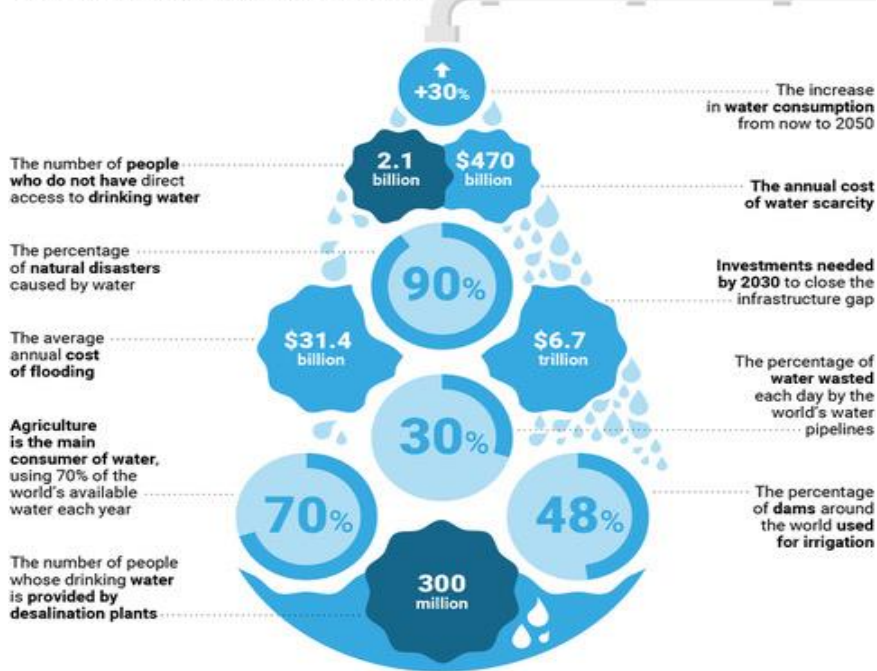 +30%
The increase
in water consumption
from now to 2050
The number of people
who do not have direct
access to drinking water
2.1
billion
$470
billion
The annual cost
of water scarcity
The percentage
of natural disasters
caused by water
90%
Investments needed
by 2030 to close the
infrastructure gap
The average
annual cost
of flooding
$31.4
billion
$6.7
trillion
The percentage of
water wasted
each day by the
world's water
pipelines
30%
Agriculture
is the main
consumer of water,
using 70% of the
world's available
water each year
70%
48%
The percentage
of dams around
the world used
for irrigation
The number of people
whose drinking water
is provided by
desalination plants
300
million